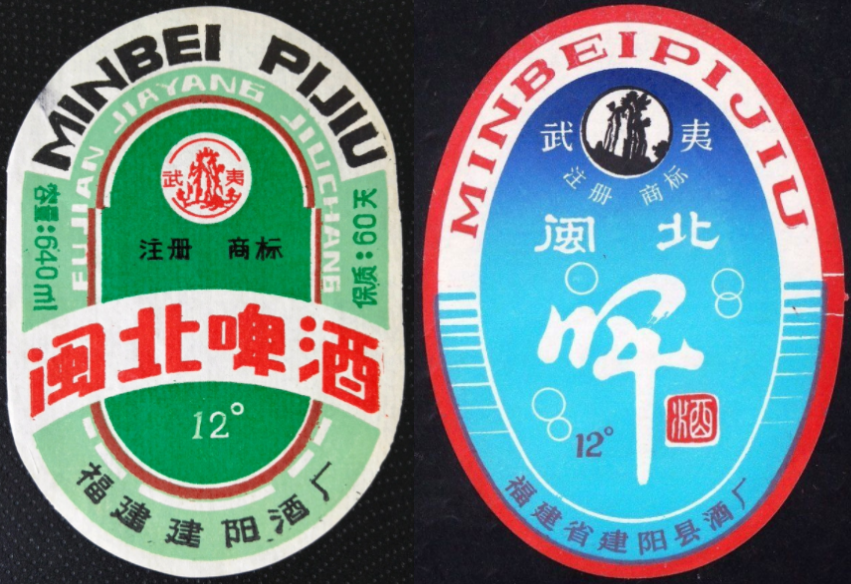 MINBEI PIJIU
FUJIAN JIAYANG JIUCHANG
武夷
注册 商标
容量:640ml
保质:60天
闽北啤酒
12°
福建建阳酒厂
MINBEIPIJIU
武夷
注册 商标
闽北
啤
酒
12°
福建省建阳县酒厂